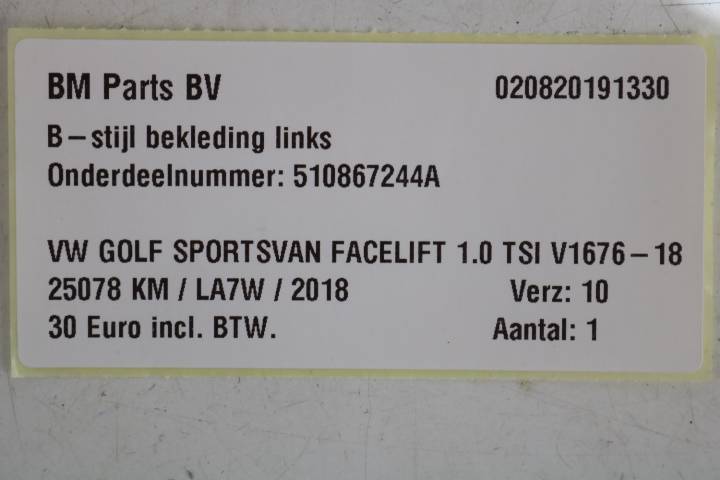 BM Parts BV 020820191330
B-stijl bekleding links
Onderdeelnummer: 510867244A
VW GOLF SPORTSVAN FACELIFT 1.0 TSI V1676-18
25078 KM / LA7W / 2018 Verz: 10
30 Euro incl. BTW. Aantal: 1